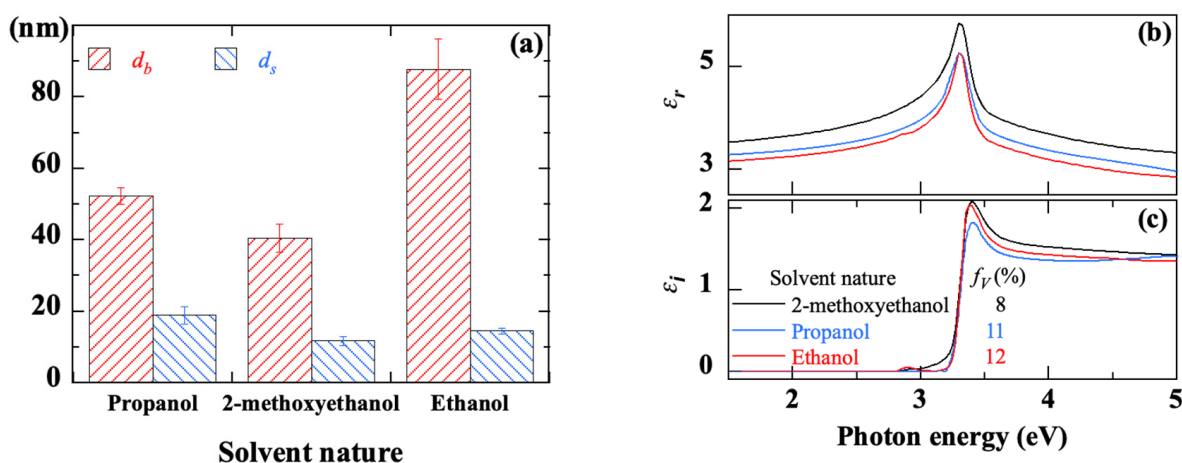 (nm)
(a)
d_b
d_s
80
60
40
20
0
Propanol 2-methoxyethanol Ethanol
Solvent nature
(b)
ε_r
5
3
2
(c)
ε_i
2
1
0
Solvent nature f_V (%)
2-methoxyethanol 8
Propanol 11
Ethanol 12
2 3 4 5
Photon energy (eV)